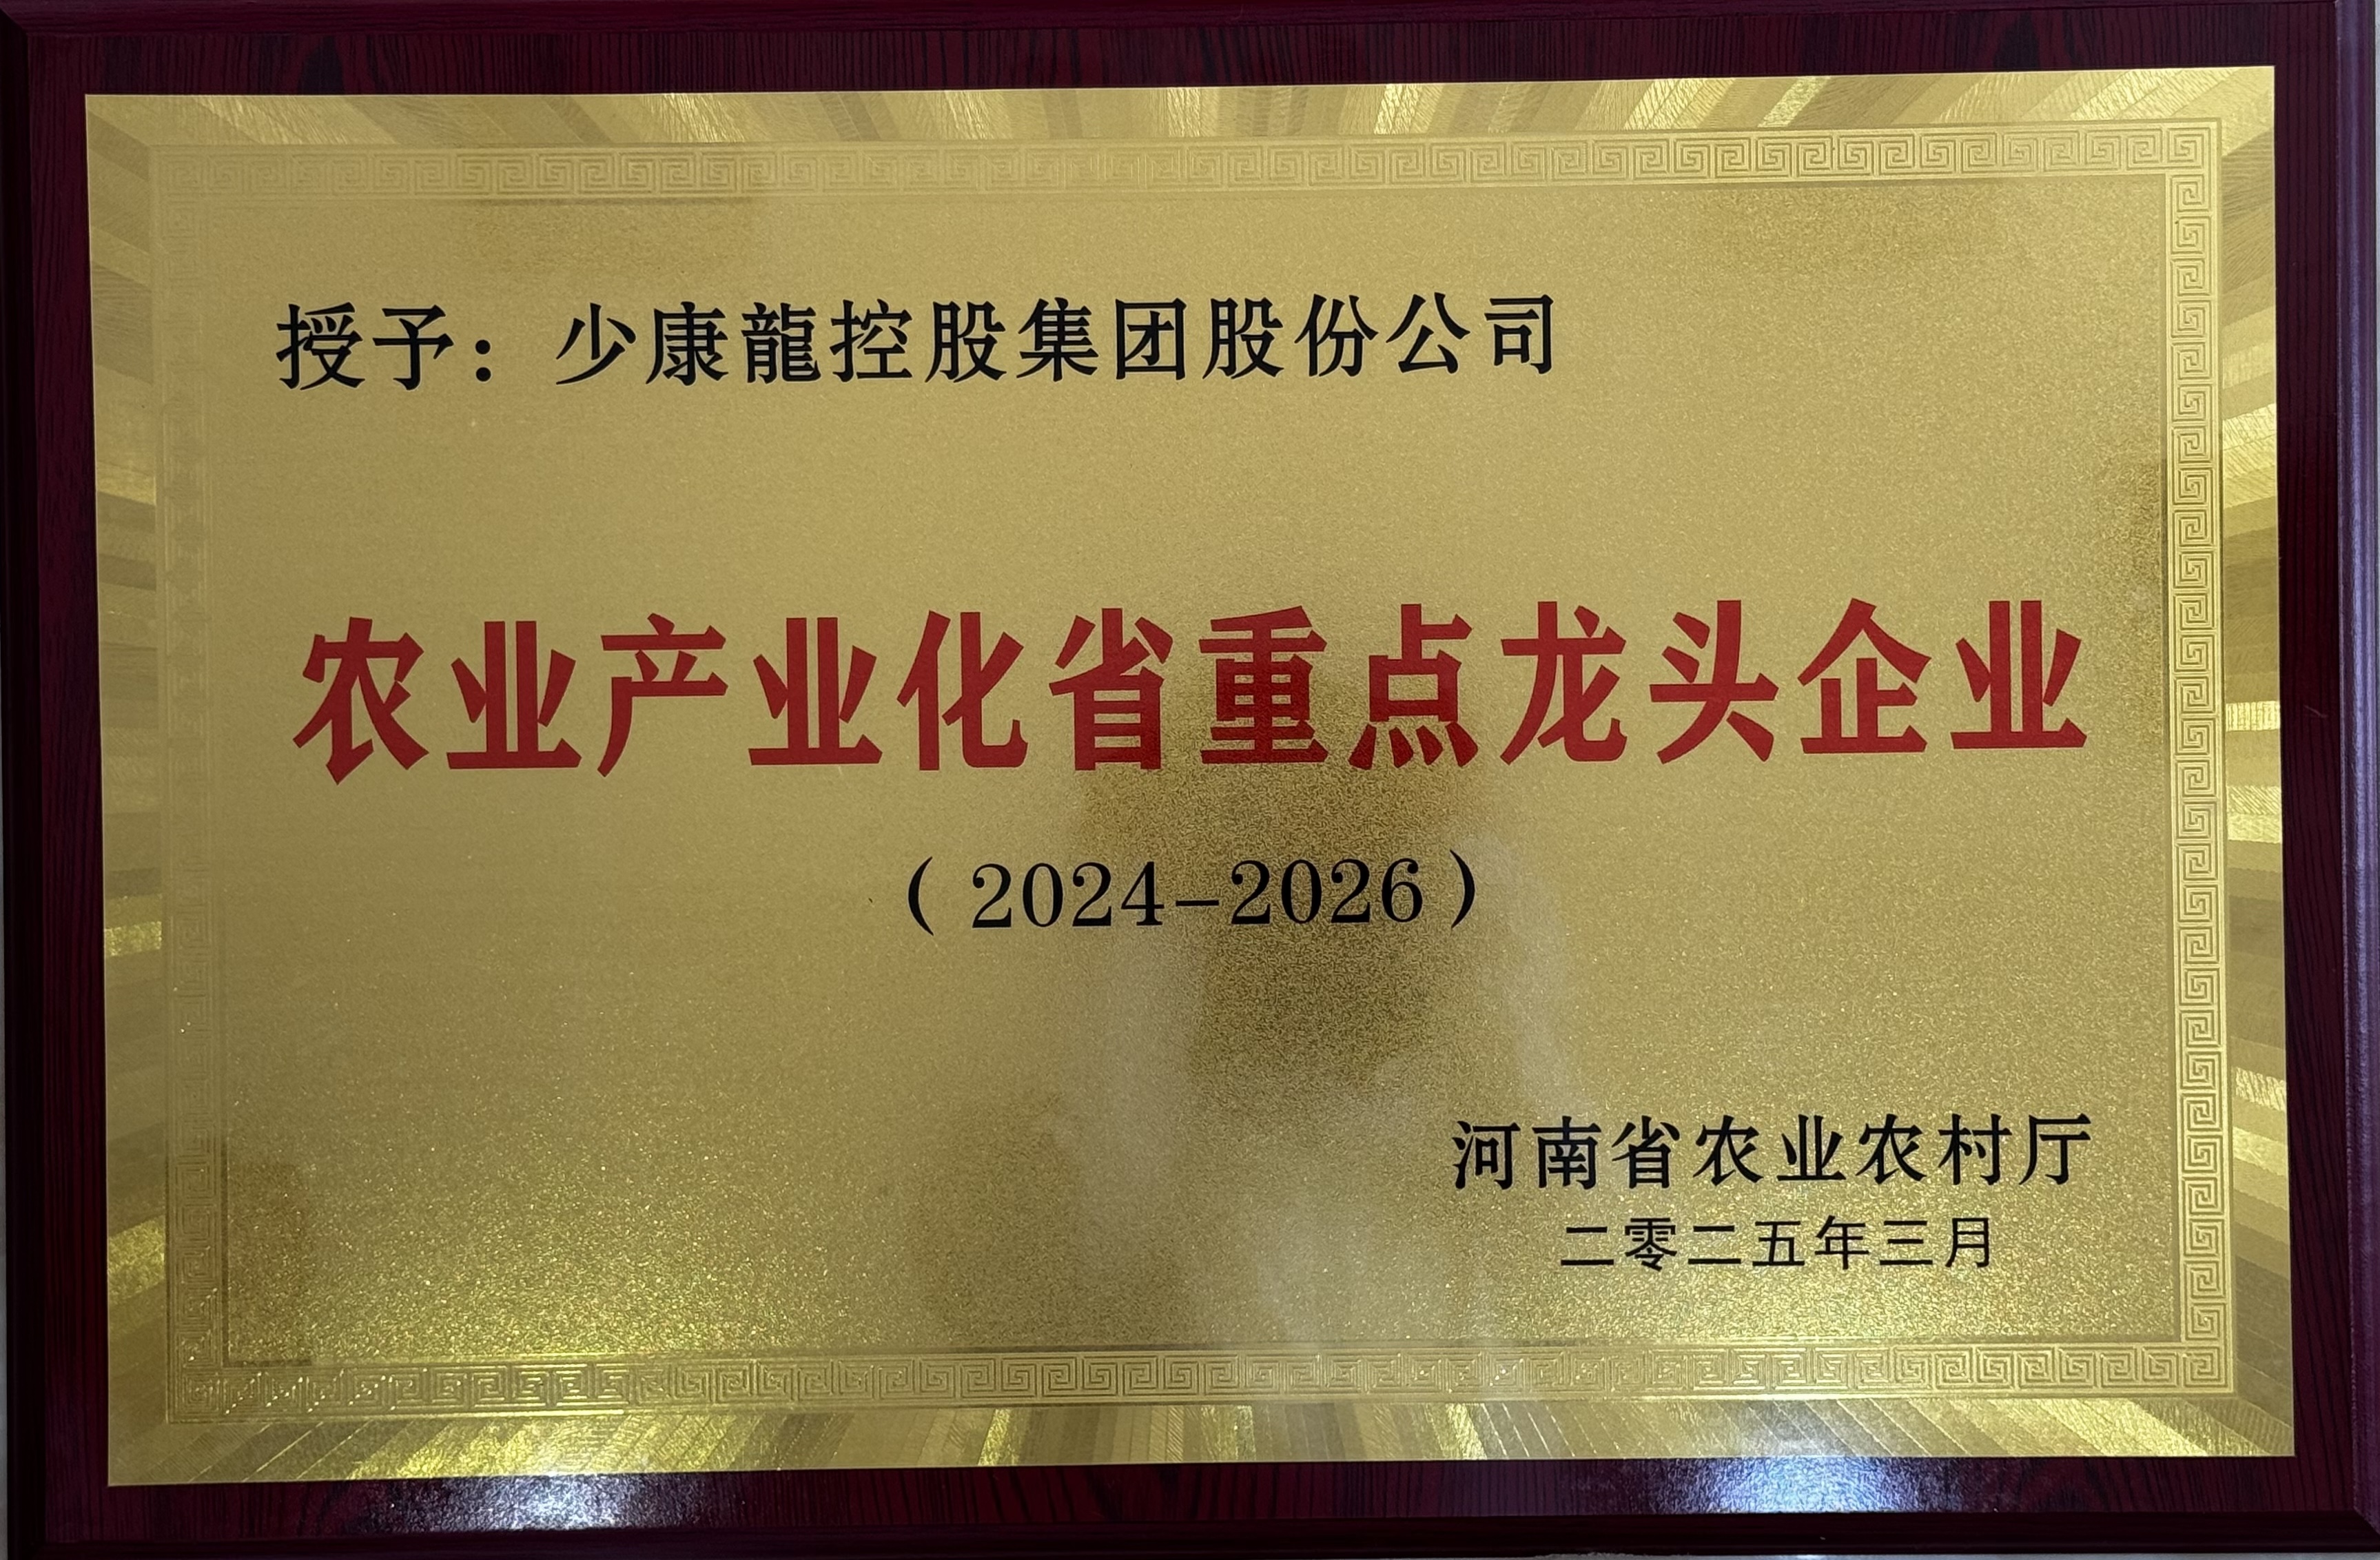 授予：少康龍控股集团股份公司
农业产业化省重点龙头企业
（2024-2026）
河南省农业农村厅
二零二五年三月